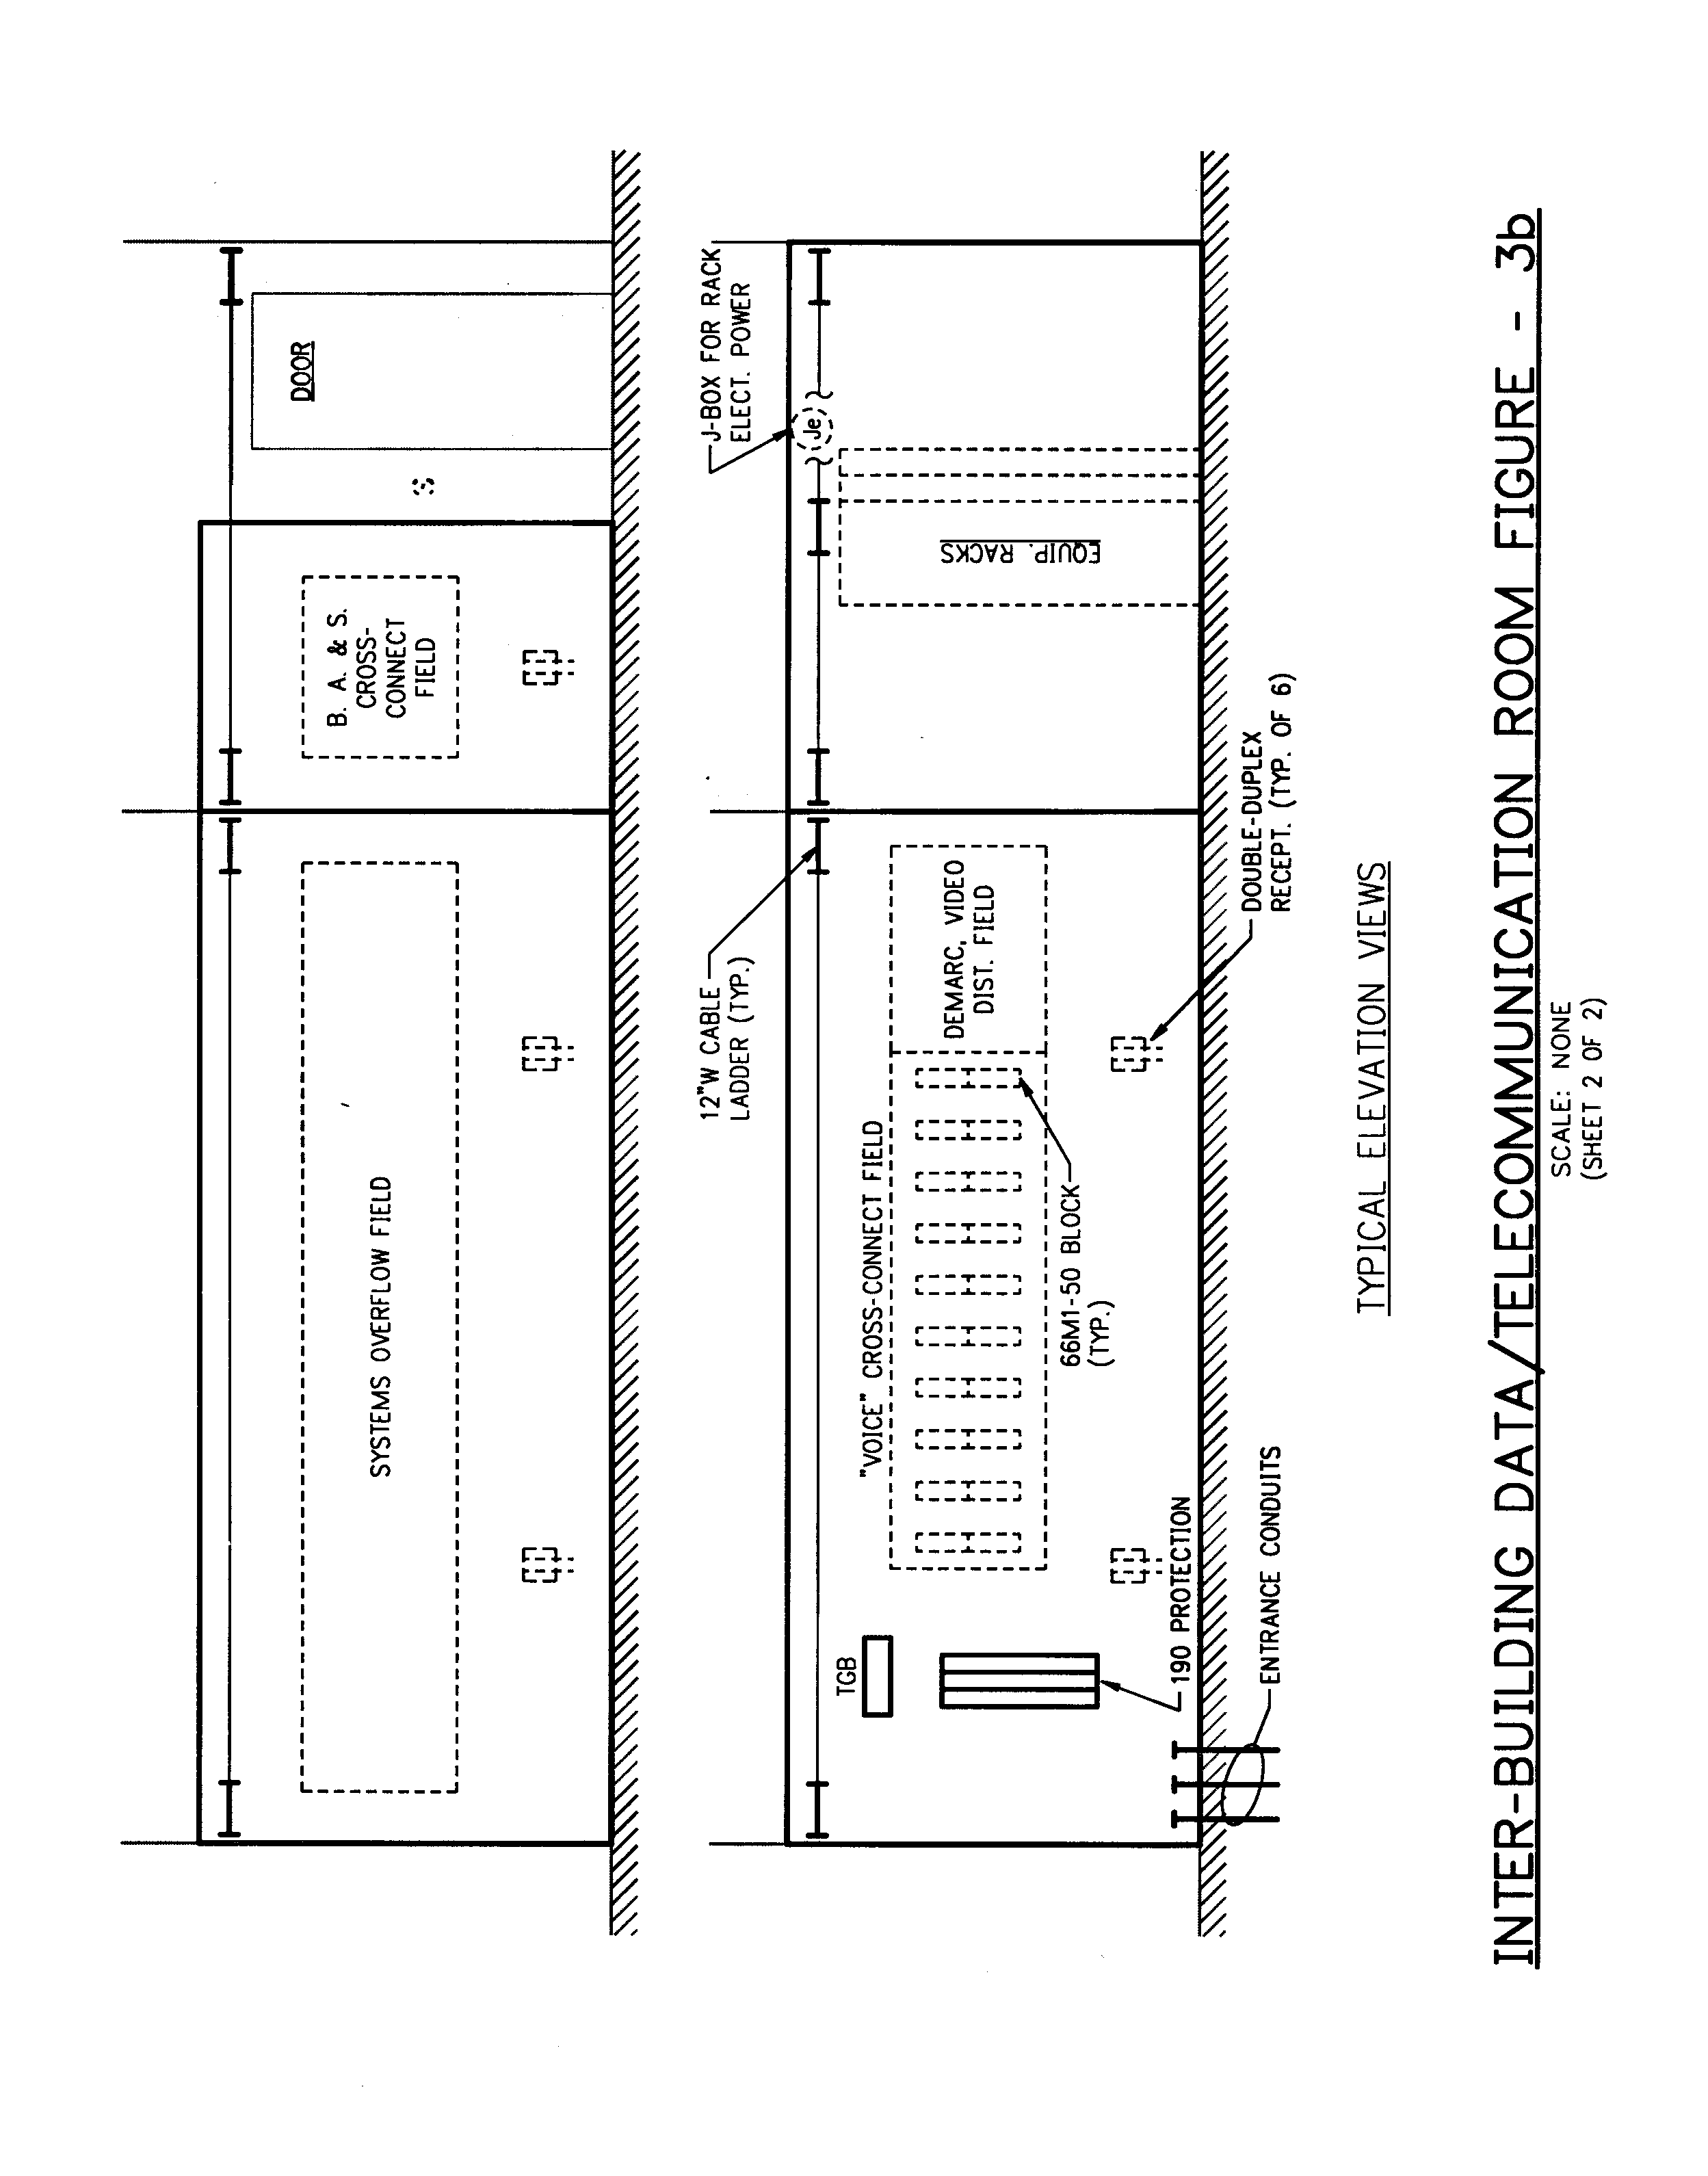 DOOR
B. A. & S.
CROSS-
CONNECT
FIELD
SYSTEMS OVERFLOW FIELD
J-BOX FOR RACK
ELECT. POWER
Je
EQUIP. RACKS
12"W CABLE
LADDER (TYP.)
DEMARC, VIDEO
DIST. FIELD
"VOICE" CROSS-CONNECT FIELD
66M1-50 BLOCK
(TYP.)
TGB
190 PROTECTION
ENTRANCE CONDUITS
DOUBLE-DUPLEX
RECEPT. (TYP. OF 6)
TYPICAL ELEVATION VIEWS
INTER-BUILDING DATA/TELECOMMUNICATION ROOM FIGURE - 3b
SCALE: NONE
(SHEET 2 OF 2)